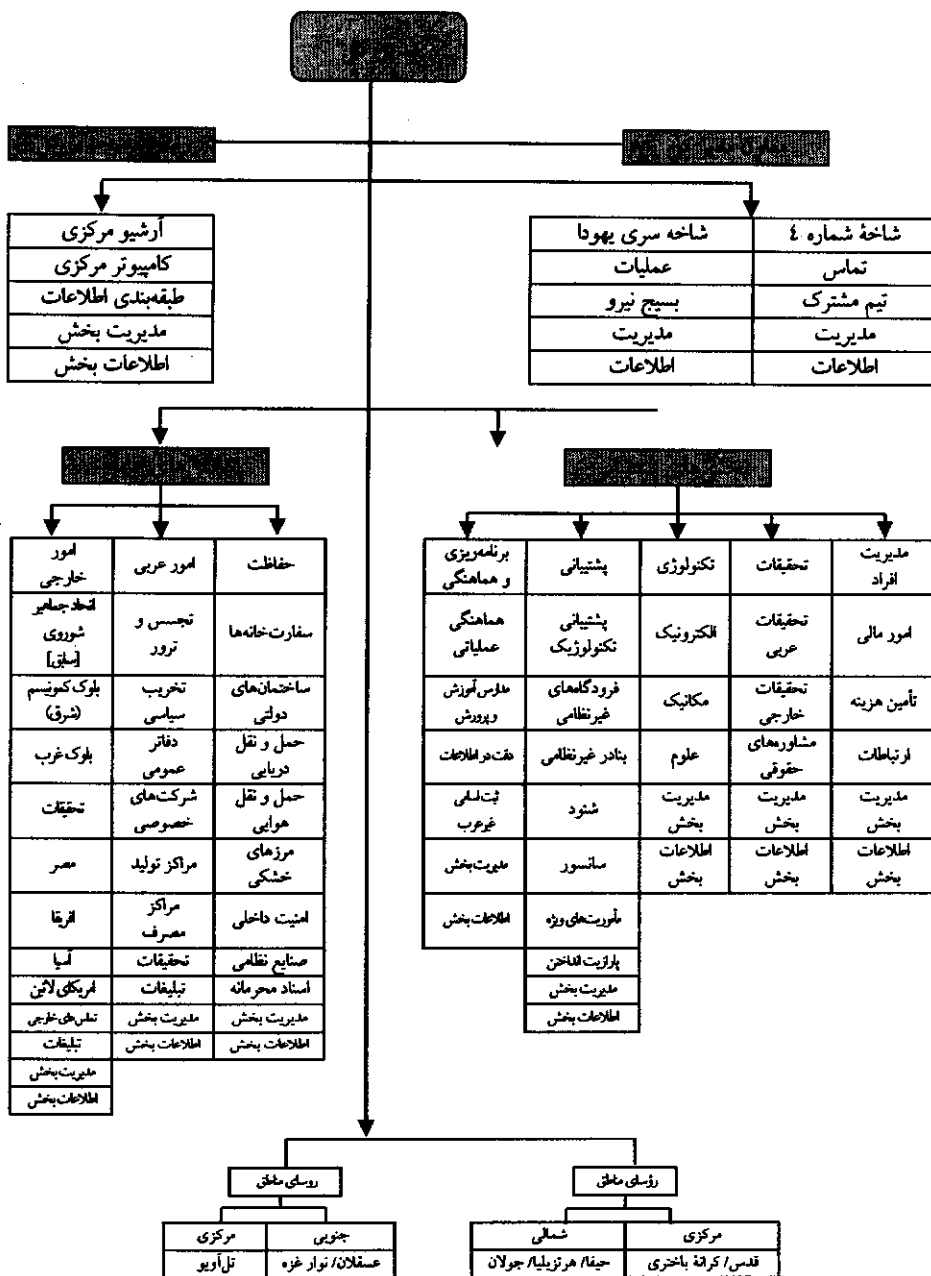 شاخهٔ شماره ٤
شاخه سری یهودا
تماس
عملیات
تیم مشترک
بسیج نیرو
مدیریت
مدیریت
اطلاعات
اطلاعات
آرشیو مرکزی
کامپیوتر مرکزی
طبقه‌بندی اطلاعات
مدیریت بخش
اطلاعات بخش
مدیریت
افراد
امور مالی
تأمین هزینه
ارتباطات
مدیریت
بخش
اطلاعات
بخش
تحقیقات
تحقیقات
عربی
تحقیقات
خارجی
مشاوره‌های
حقوقی
مدیریت
بخش
اطلاعات
بخش
تکنولوژی
الکترونیک
مکانیک
علوم
مدیریت
بخش
اطلاعات
بخش
پشتیبانی
پشتیبانی
تکنولوژیک
فرودگاه‌های
غیرنظامی
بنادر غیرنظامی
شنود
سانسور
مأموریت‌های ویژه
پارازیت انداختن
مدیریت بخش
اطلاعات بخش
برنامه‌ریزی
و هماهنگی
هماهنگی
عملیاتی
مدارس آموزش
و پرورش
دقت در اطلاعات
ثبت اسامی
غیر عرب
مدیریت بخش
اطلاعات بخش
حفاظت
سفارت‌خانه‌ها
ساختمان‌های
دولتی
حمل و نقل
دریایی
حمل و نقل
هوایی
مرزهای
خشکی
امنیت داخلی
صنایع نظامی
اسناد محرمانه
مدیریت بخش
اطلاعات بخش
امور عربی
تجسس و
ترور
تخریب
سیاسی
دفاتر
عمومی
شرکت‌های
خصوصی
مراکز تولید
مراکز
مصرف
تحقیقات
تبلیغات
مدیریت بخش
اطلاعات بخش
امور
خارجی
اتحاد جماهیر
شوروی
[سابق]
بلوک کمونیسم
(شرق)
بلوک غرب
تحقیقات
مصر
افریقا
آسیا
امریکای لاتین
تماس‌های خارجی
تبلیغات
مدیریت بخش
اطلاعات بخش
رؤسای مناطق
مرکزی
قدس/ کرانهٔ باختری
شمالی
حیفا/ هرتزیلیا/ جولان
روسای مناطق
جنوبی
عسقلان/ نوار غزه
مرکزی
تل‌آویو